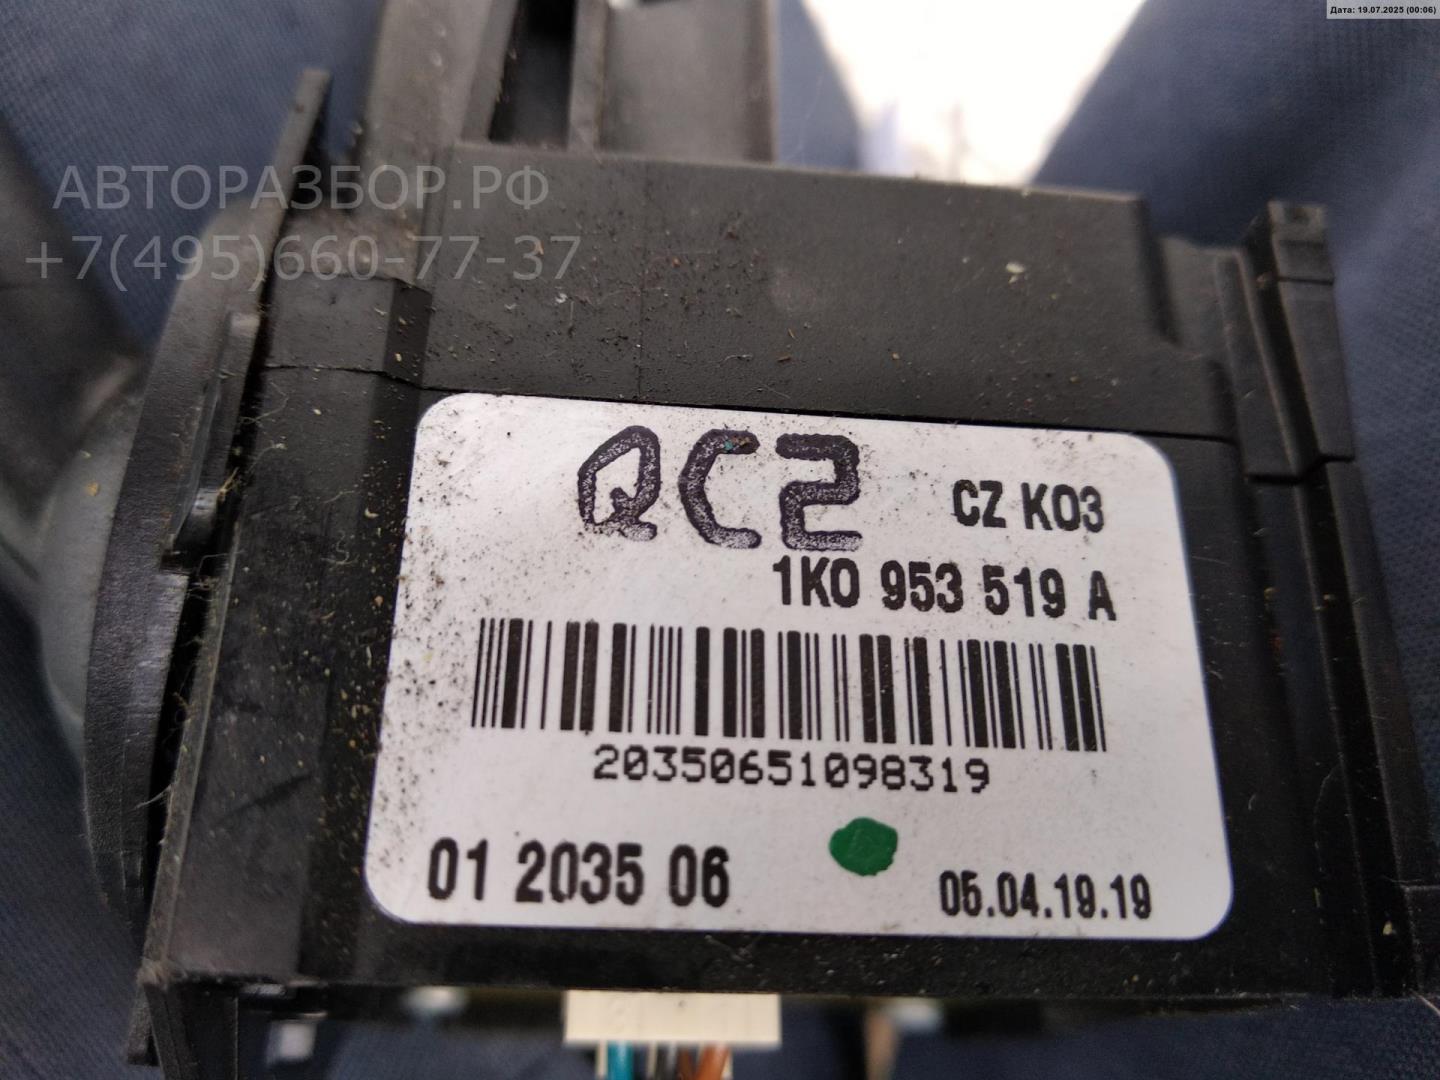 Дата: 19.07.2025 (00:06)
АВТОРАЗБОР.РФ
+7(495)660-77-37
QC2
CZ K03
1K0 953 519 A
20350651098319
01 2035 06
05.04.19.19